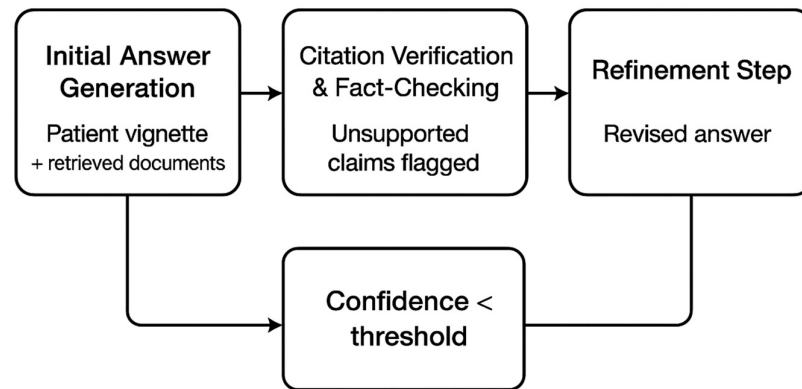 Initial Answer
Generation
Patient vignette
+ retrieved documents
Citation Verification
& Fact-Checking
Unsupported
claims flagged
Refinement Step
Revised answer
Confidence <
threshold